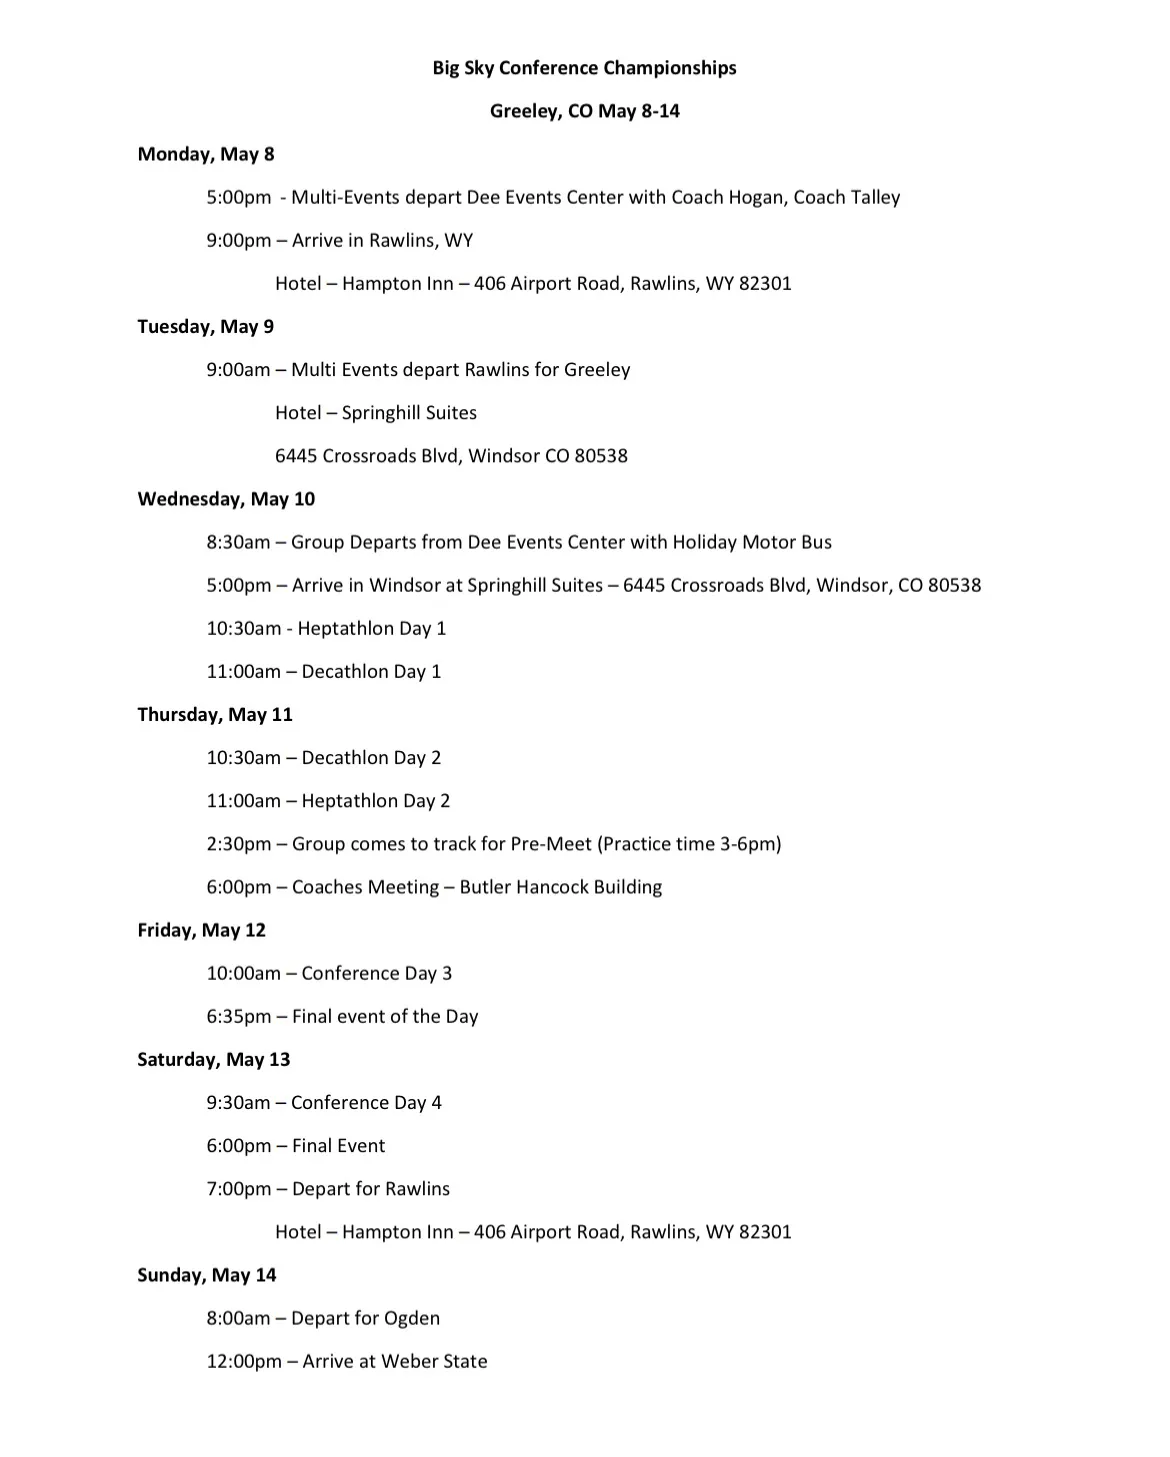 Big Sky Conference Championships
Greeley, CO May 8-14
Monday, May 8
5:00pm  - Multi-Events depart Dee Events Center with Coach Hogan, Coach Talley
9:00pm – Arrive in Rawlins, WY
Hotel – Hampton Inn – 406 Airport Road, Rawlins, WY 82301
Tuesday, May 9
9:00am – Multi Events depart Rawlins for Greeley
Hotel – Springhill Suites
6445 Crossroads Blvd, Windsor CO 80538
Wednesday, May 10
8:30am – Group Departs from Dee Events Center with Holiday Motor Bus
5:00pm – Arrive in Windsor at Springhill Suites – 6445 Crossroads Blvd, Windsor, CO 80538
10:30am - Heptathlon Day 1
11:00am – Decathlon Day 1
Thursday, May 11
10:30am – Decathlon Day 2
11:00am – Heptathlon Day 2
2:30pm – Group comes to track for Pre-Meet (Practice time 3-6pm)
6:00pm – Coaches Meeting – Butler Hancock Building
Friday, May 12
10:00am – Conference Day 3
6:35pm – Final event of the Day
Saturday, May 13
9:30am – Conference Day 4
6:00pm – Final Event
7:00pm – Depart for Rawlins
Hotel – Hampton Inn – 406 Airport Road, Rawlins, WY 82301
Sunday, May 14
8:00am – Depart for Ogden
12:00pm – Arrive at Weber State